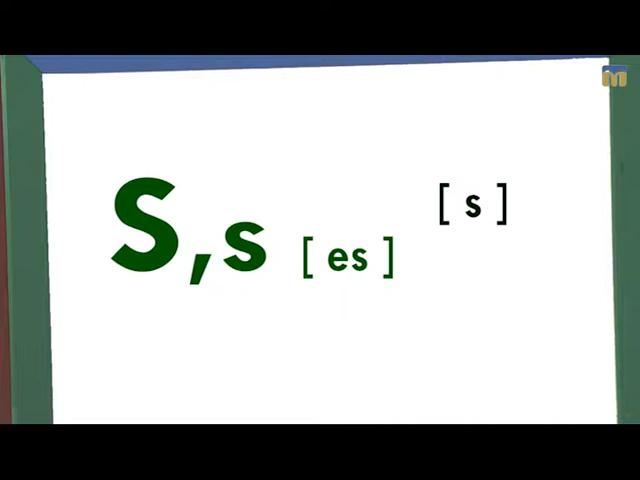 S,s [ es ]
[ s ]